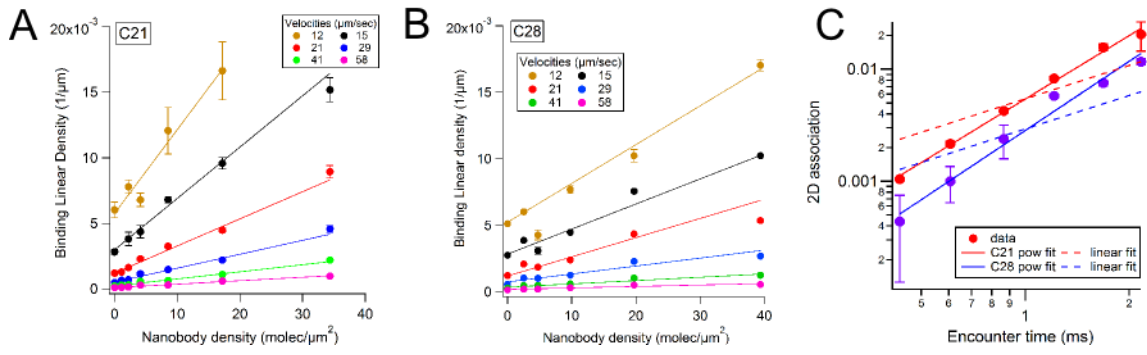 A
C21
20x10⁻³
15
10
5
0
Binding Linear Density (1/µm)
Velocities (µm/sec)
12 15
21 29
41 58
0 10 20 30 40
Nanobody density (molec/µm²)
B
C28
20x10⁻³
15
10
5
0
Binding Linear density (1/µm)
Velocities (µm/sec)
12 15
21 29
41 58
0 10 20 30 40
Nanobody density (molec/µm²)
C
2
0.01
8
6
4
2
0.001
8
6
4
2
2D association
data
C21 pow fit linear fit
C28 pow fit linear fit
5 6 7 8 9 1 2
Encounter time (ms)